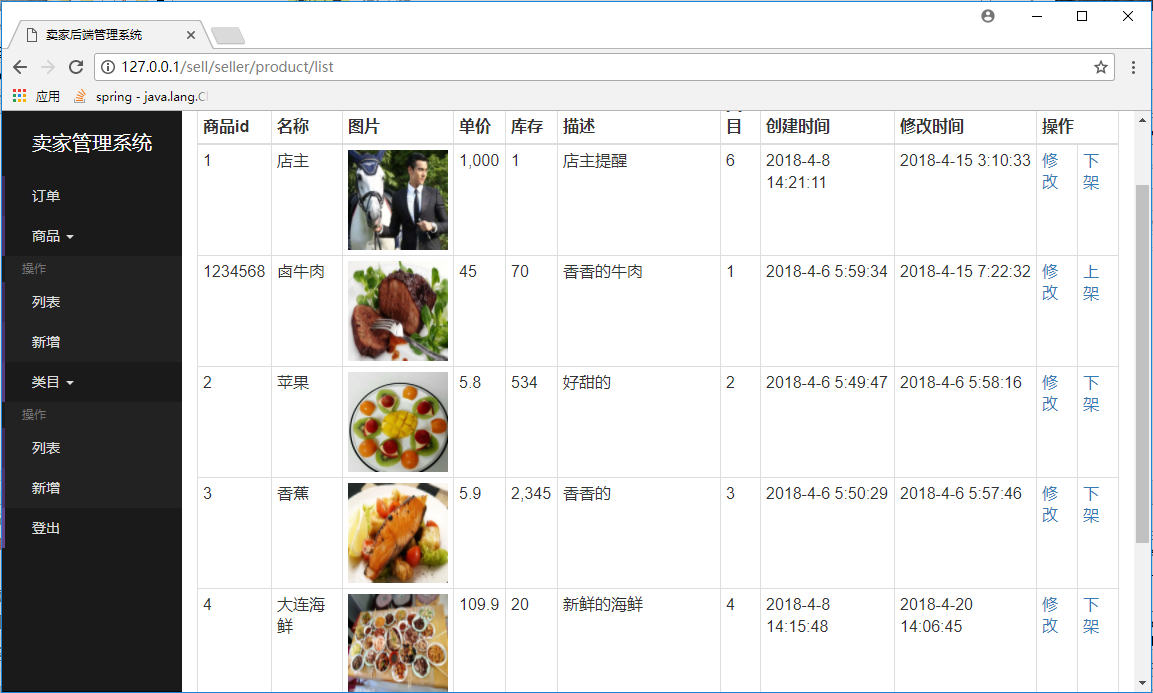 卖家后端管理系统
127.0.0.1/sell/seller/product/list
应用 spring - java.lang.
卖家管理系统
订单
商品
操作
列表
新增
类目
操作
列表
新增
登出
商品id 名称 图片 单价 库存 描述 目 创建时间 修改时间 操作
1 店主 1,000 1 店主提醒 6 2018-4-8 2018-4-15 3:10:33 修 下
14:21:11 改 架
1234568 卤牛肉 45 70 香香的牛肉 1 2018-4-6 5:59:34 2018-4-15 7:22:32 修 上
改 架
2 苹果 5.8 534 好甜的 2 2018-4-6 5:49:47 2018-4-6 5:58:16 修 下
改 架
3 香蕉 5.9 2,345 香香的 3 2018-4-6 5:50:29 2018-4-6 5:57:46 修 下
改 架
4 大连海 109.9 20 新鲜的海鲜 4 2018-4-8 2018-4-20 修 下
鲜 14:15:48 14:06:45 改 架